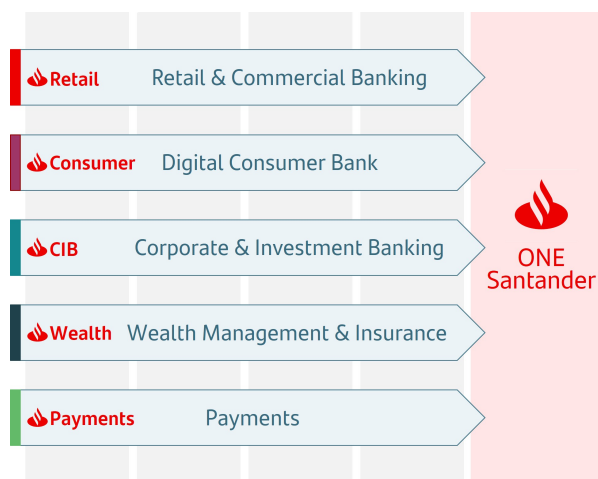 Retail Retail & Commercial Banking
Consumer Digital Consumer Bank
CIB Corporate & Investment Banking
Wealth Wealth Management & Insurance
Payments Payments
ONE
Santander